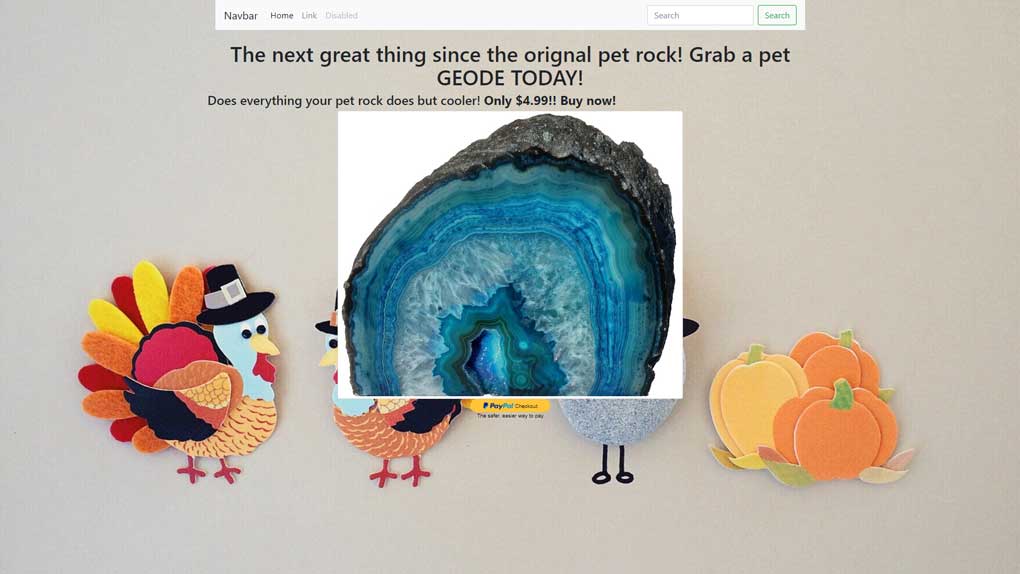 Navbar Home Link Disabled Search Search
The next great thing since the orignal pet rock! Grab a pet
GEODE TODAY!
Does everything your pet rock does but cooler! Only $4.99!! Buy now!
PayPal Checkout
The safer, easier way to pay